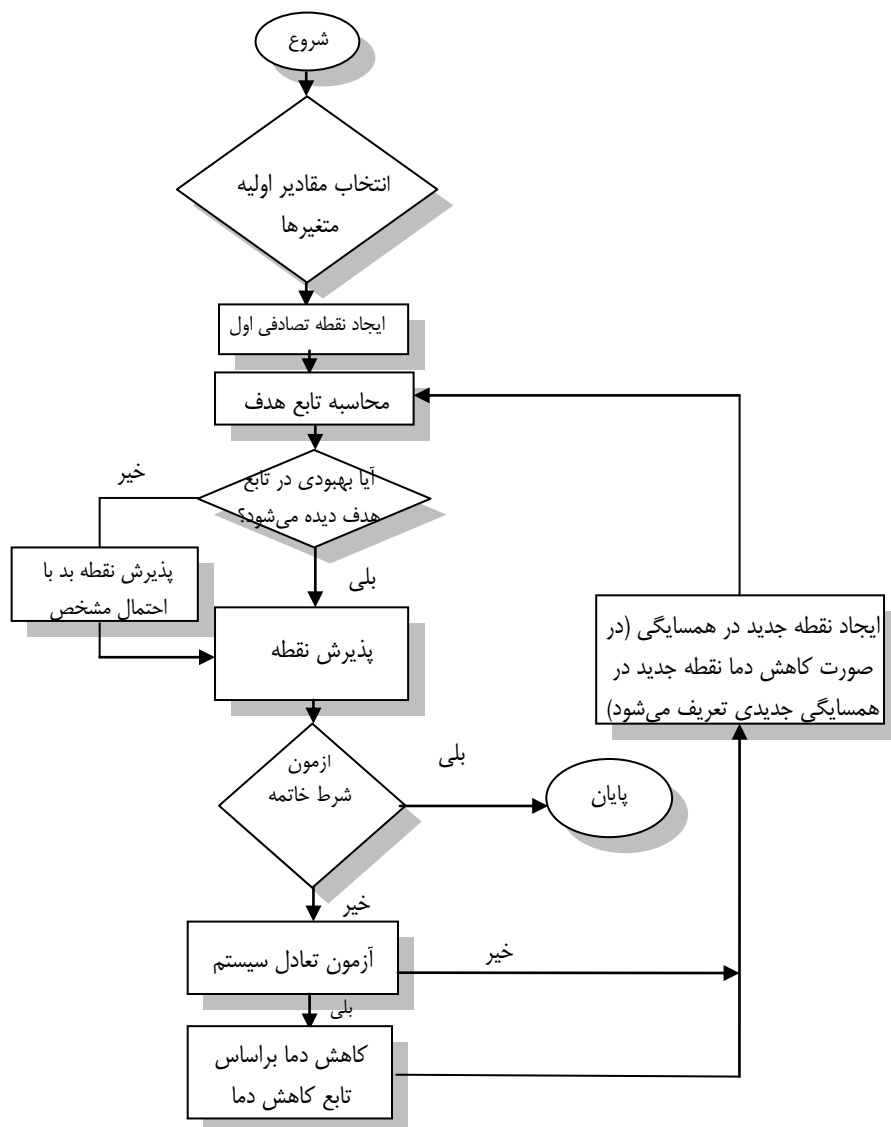 شروع
انتخاب مقادیر اولیه
متغیرها
ایجاد نقطه تصادفی اول
محاسبه تابع هدف
آیا بهبودی در تابع
هدف دیده می‌شود؟
خیر
پذیرش نقطه بد با
احتمال مشخص
بلی
پذیرش نقطه
ایجاد نقطه جدید در همسایگی (در
صورت کاهش دما نقطه جدید در
همسایگی جدیدی تعریف می‌شود)
ازمون
شرط خاتمه
بلی
پایان
خیر
آزمون تعادل سیستم
خیر
بلی
کاهش دما براساس
تابع کاهش دما